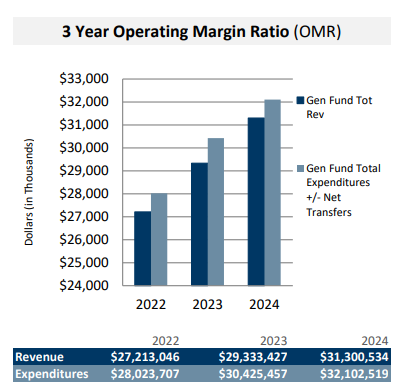 3 Year Operating Margin Ratio (OMR)
$33,000
$32,000
$31,000
$30,000
$29,000
$28,000
$27,000
$26,000
$25,000
$24,000
Dollars (in Thousands)
2022 2023 2024
Gen Fund Tot
Rev
Gen Fund Total
Expenditures
+/- Net
Transfers
2022 2023 2024
Revenue $27,213,046 $29,333,427 $31,300,534
Expenditures $28,023,707 $30,425,457 $32,102,519